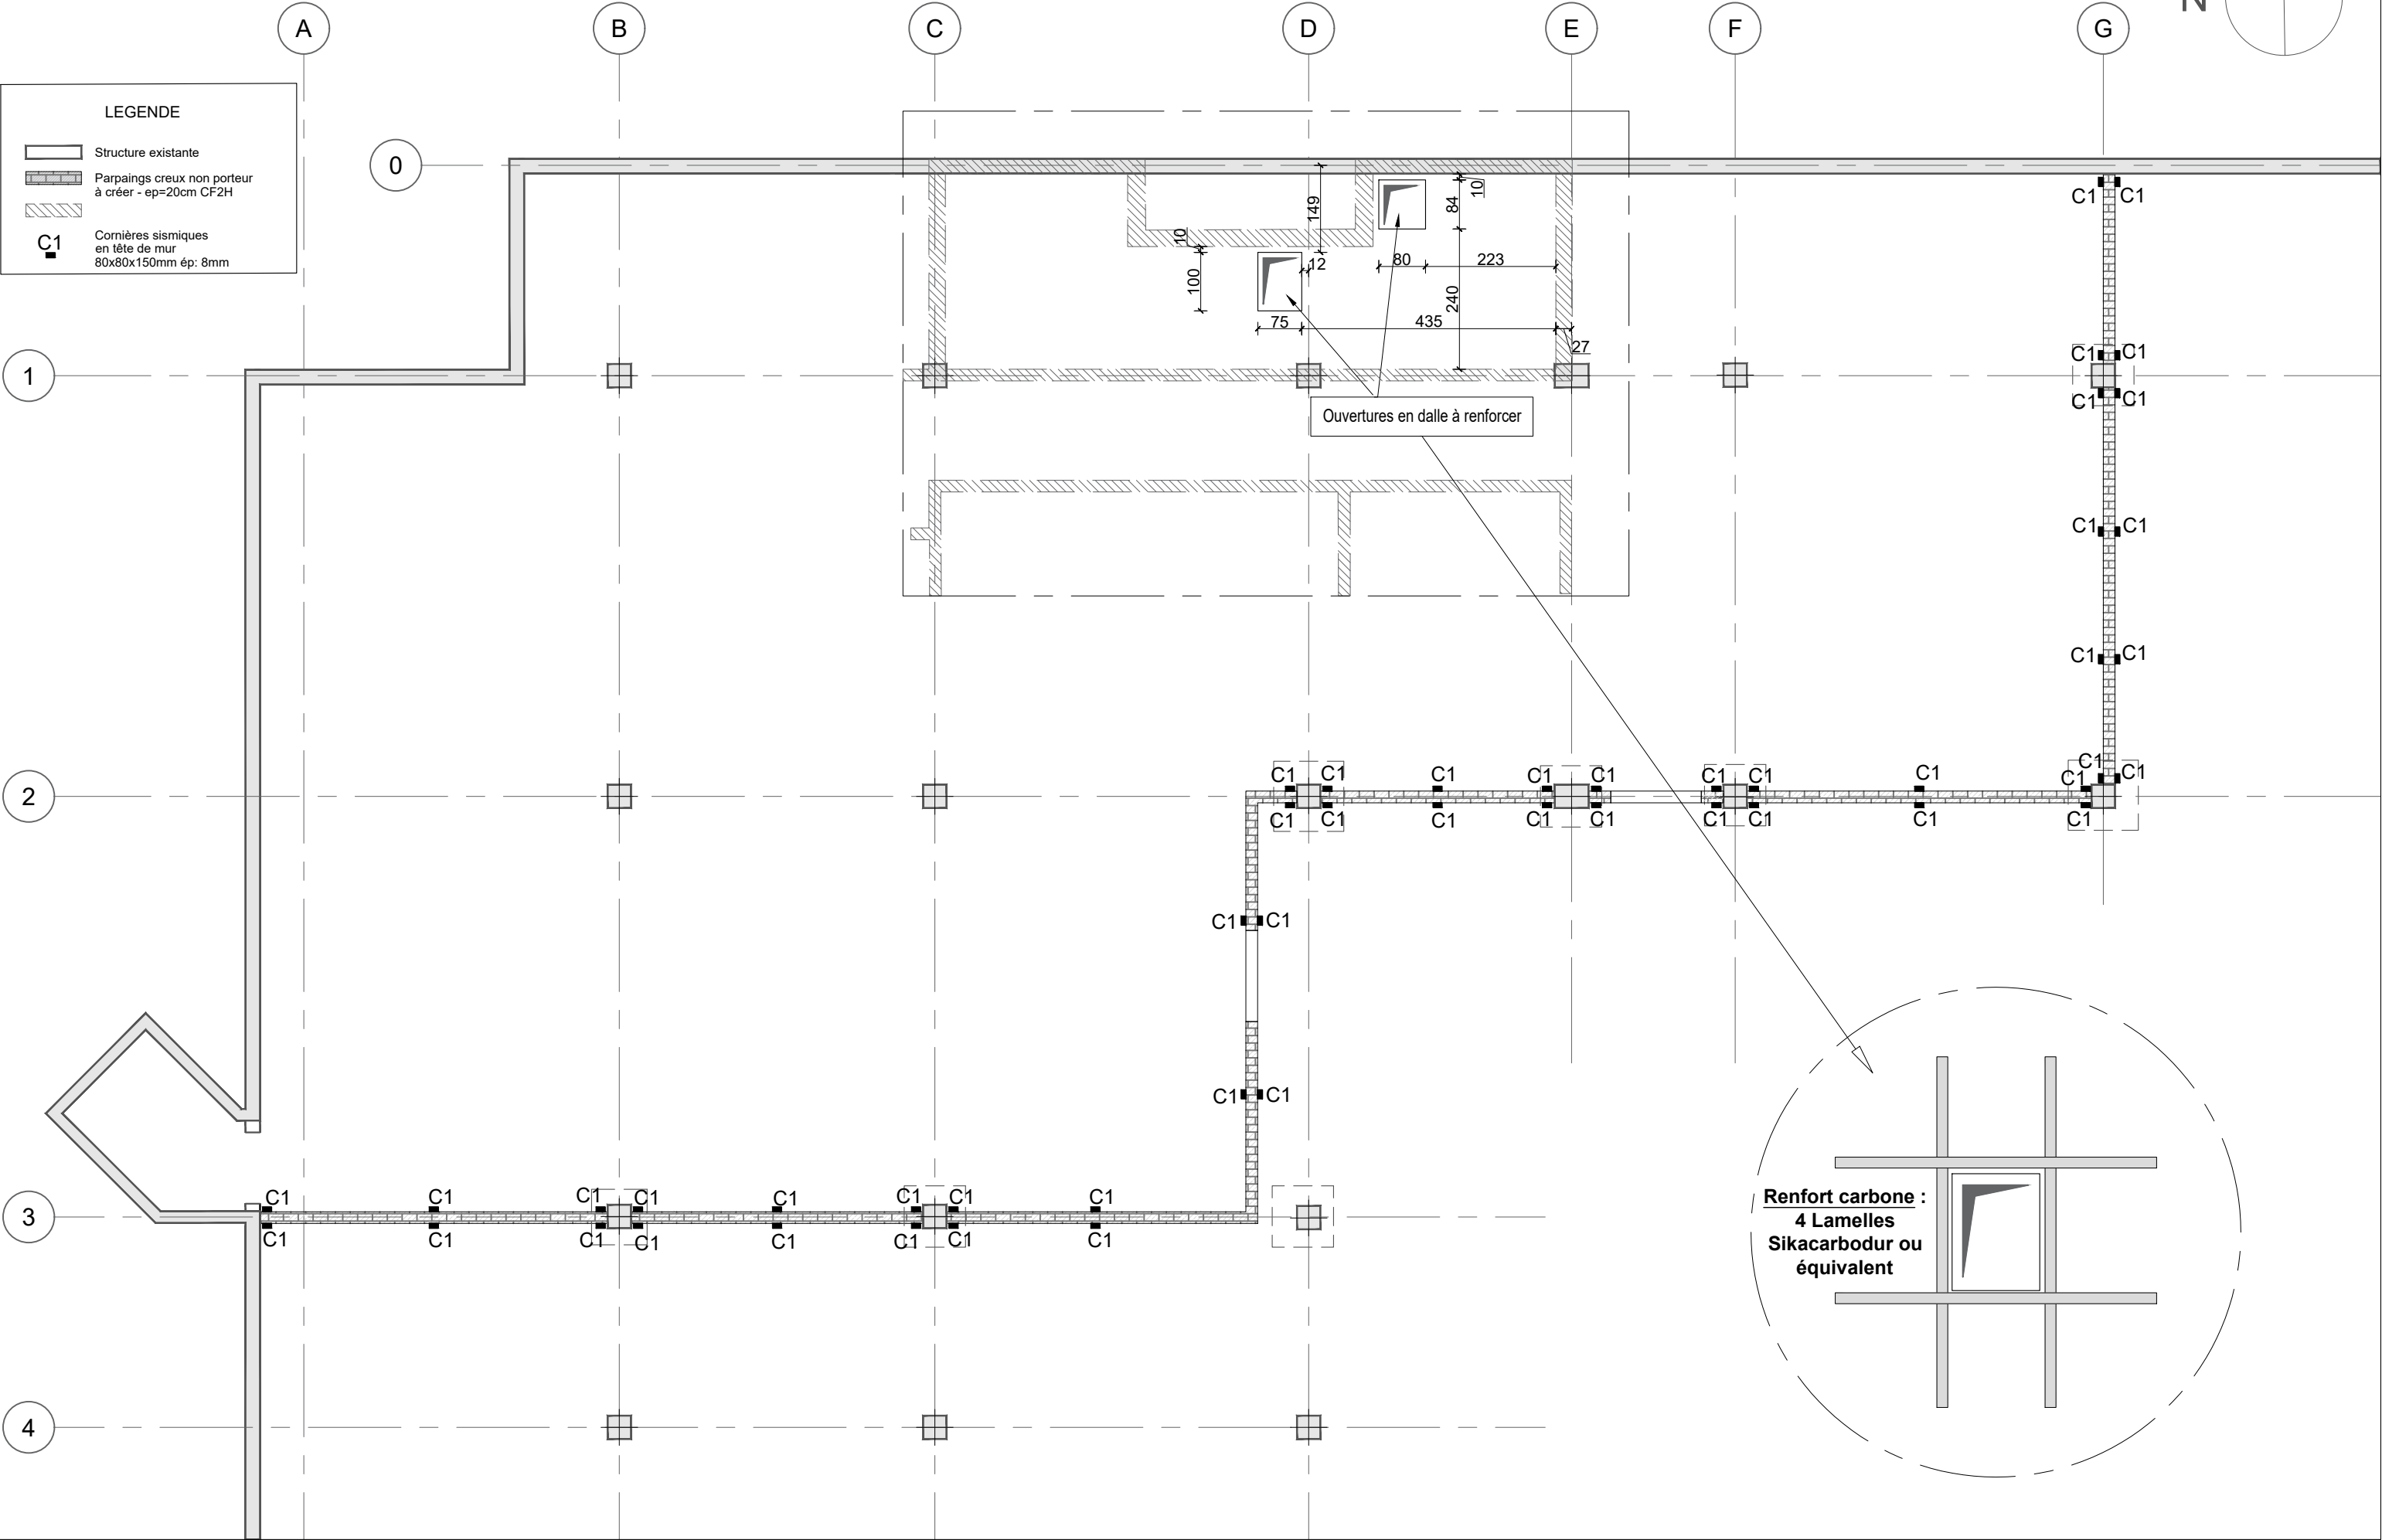 A B C D E F G N
LEGENDE
Structure existante
Parpaings creux non porteur
à créer - ep=20cm CF2H
C1
Cornières sismiques
en tête de mur
80x80x150mm ép: 8mm
0
C1 C1
10
84
149
10
12
80 223
100
240
75 435
27
1
C1 C1
C1 C1
Ouvertures en dalle à renforcer
C1 C1
C1 C1
2
C1 C1 C1 C1 C1 C1 C1 C1 C1 C1 C1
C1 C1 C1 C1 C1 C1 C1 C1 C1
C1 C1
C1 C1
3
C1 C1 C1 C1 C1 C1 C1 C1
C1 C1 C1 C1 C1 C1 C1 C1
Renfort carbone :
4 Lamelles
Sikacarbodur ou
équivalent
4